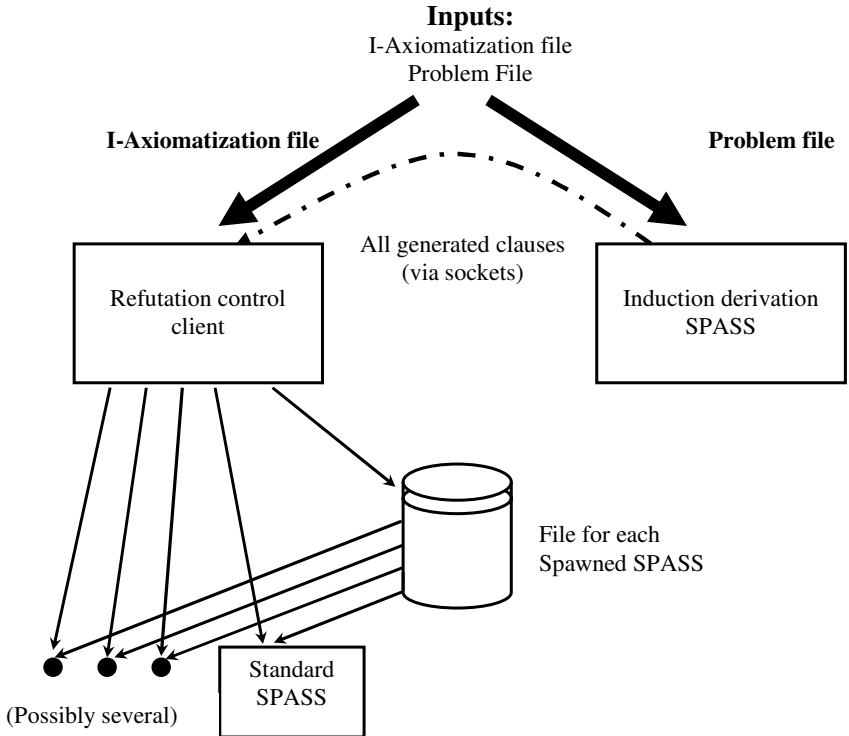 Inputs:
I-Axiomatization file
Problem File
I-Axiomatization file
Problem file
All generated clauses
(via sockets)
Refutation control
client
Induction derivation
SPASS
File for each
Spawned SPASS
Standard
SPASS
(Possibly several)